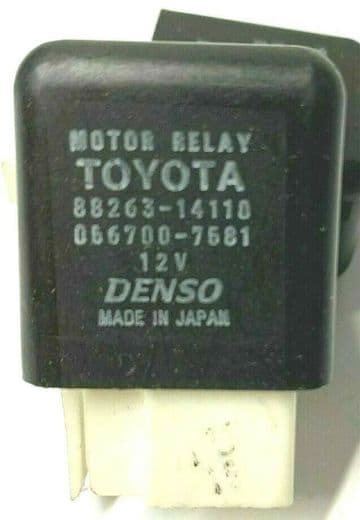 MOTOR RELAY
TOYOTA
88263-14110
056700-7581
12V
DENSO
MADE IN JAPAN